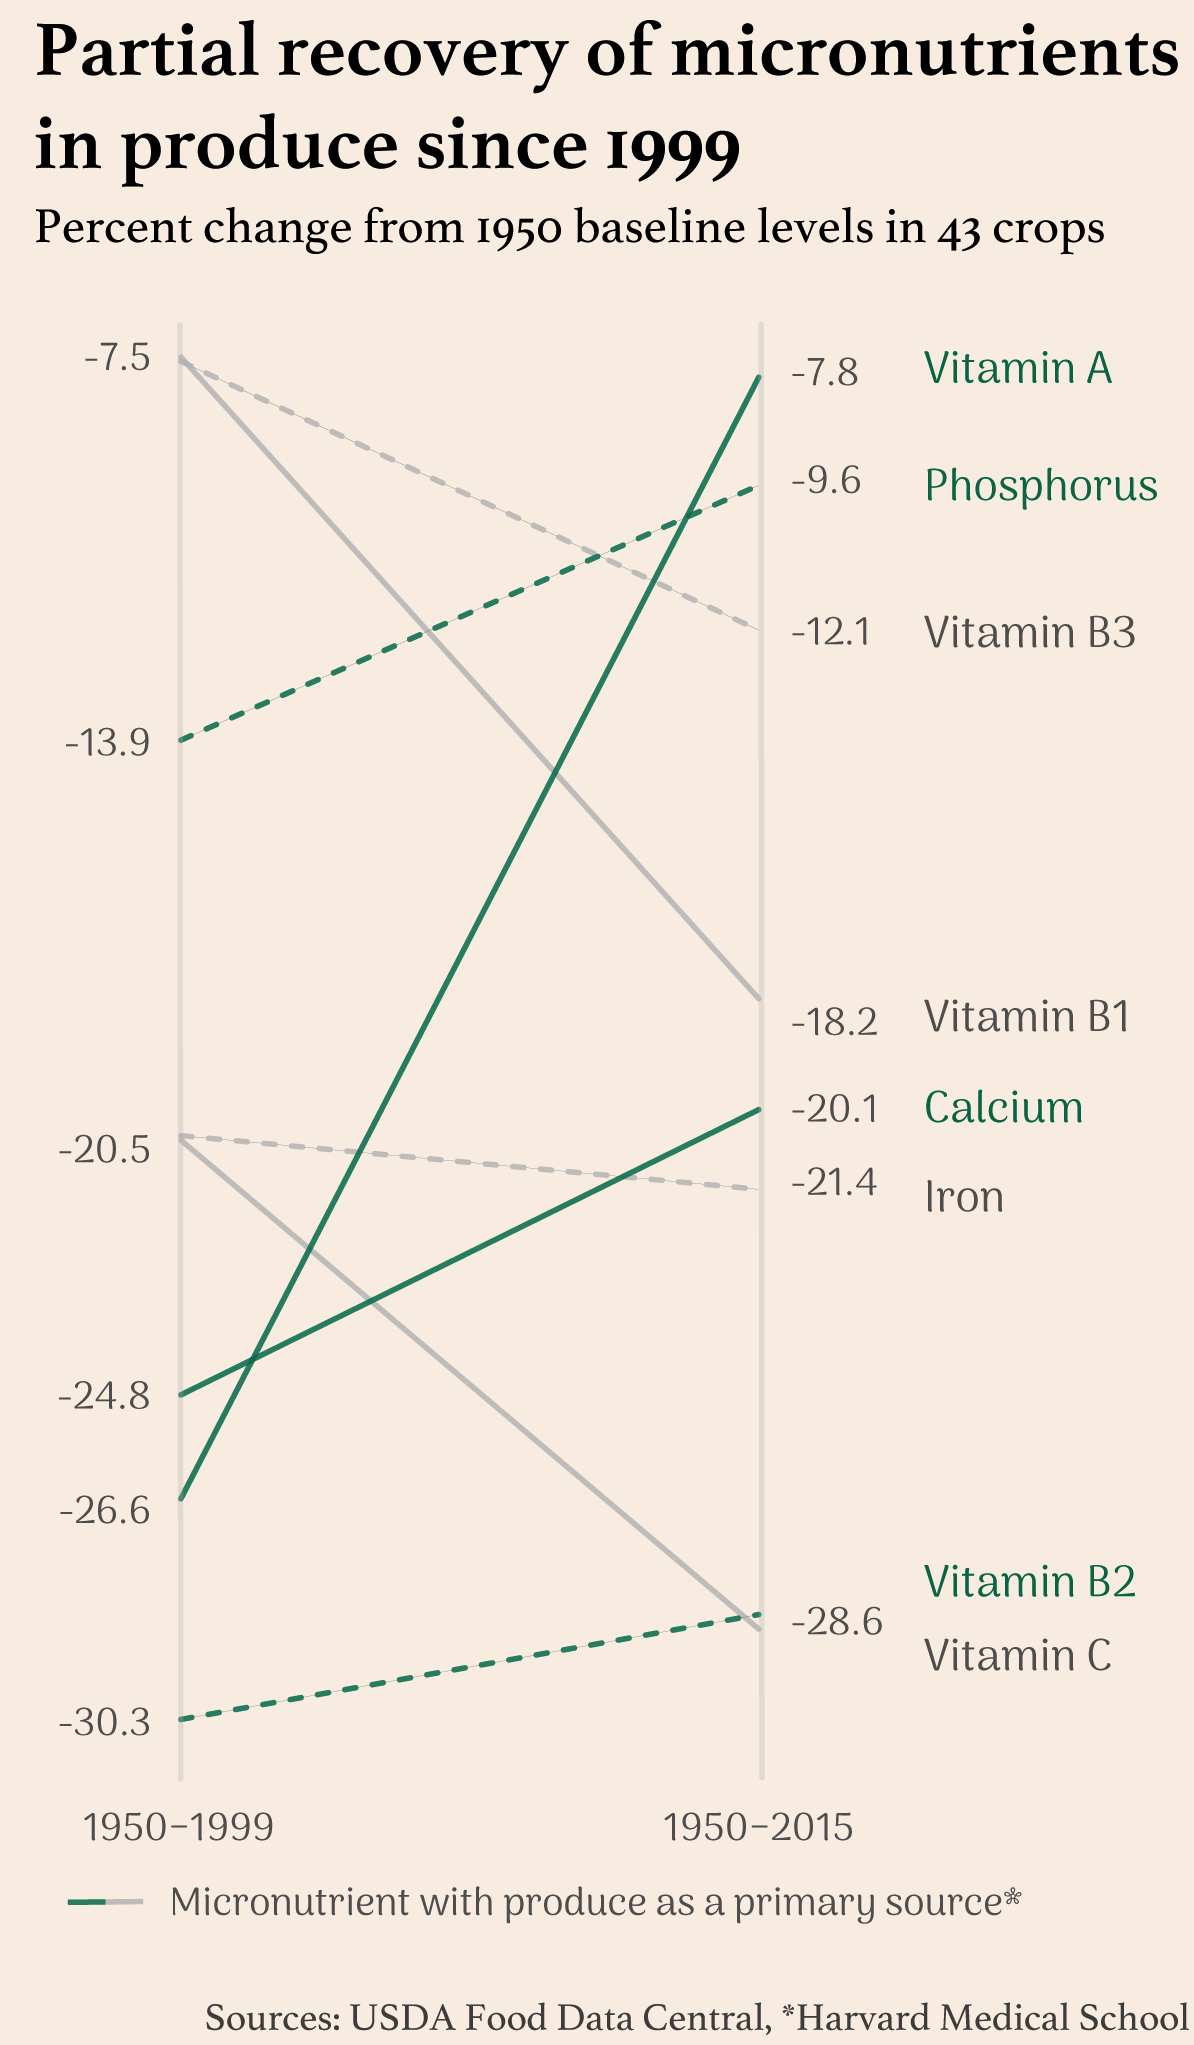 Partial recovery of micronutrients
in produce since 1999
Percent change from 1950 baseline levels in 43 crops
-7.5
-7.8 Vitamin A
-9.6 Phosphorus
-12.1 Vitamin B3
-13.9
-18.2 Vitamin B1
-20.1 Calcium
-20.5
-21.4 Iron
-24.8
-26.6
Vitamin B2
-28.6
Vitamin C
-30.3
1950-1999 1950-2015
Micronutrient with produce as a primary source*
Sources: USDA Food Data Central, *Harvard Medical School